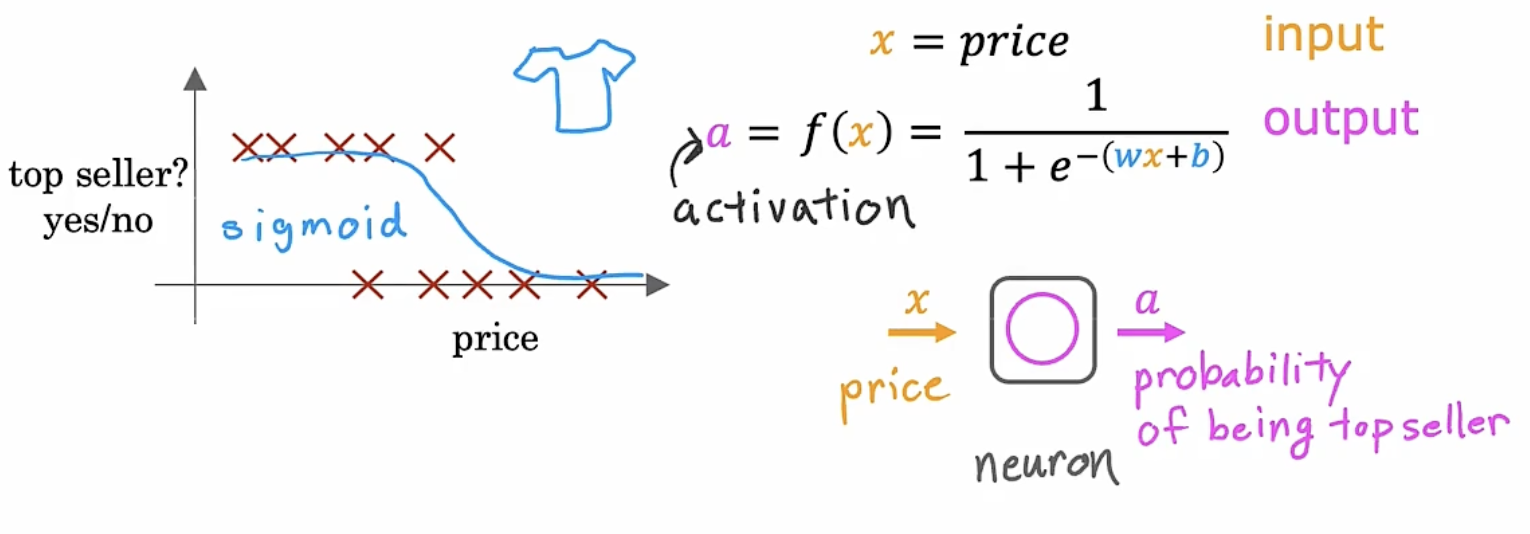 top seller?
yes/no
sigmoid
price
x = price
input
a = f(x) = 1 / (1 + e^−(wx+b))
output
activation
x
a
price
probability
of being top seller
neuron